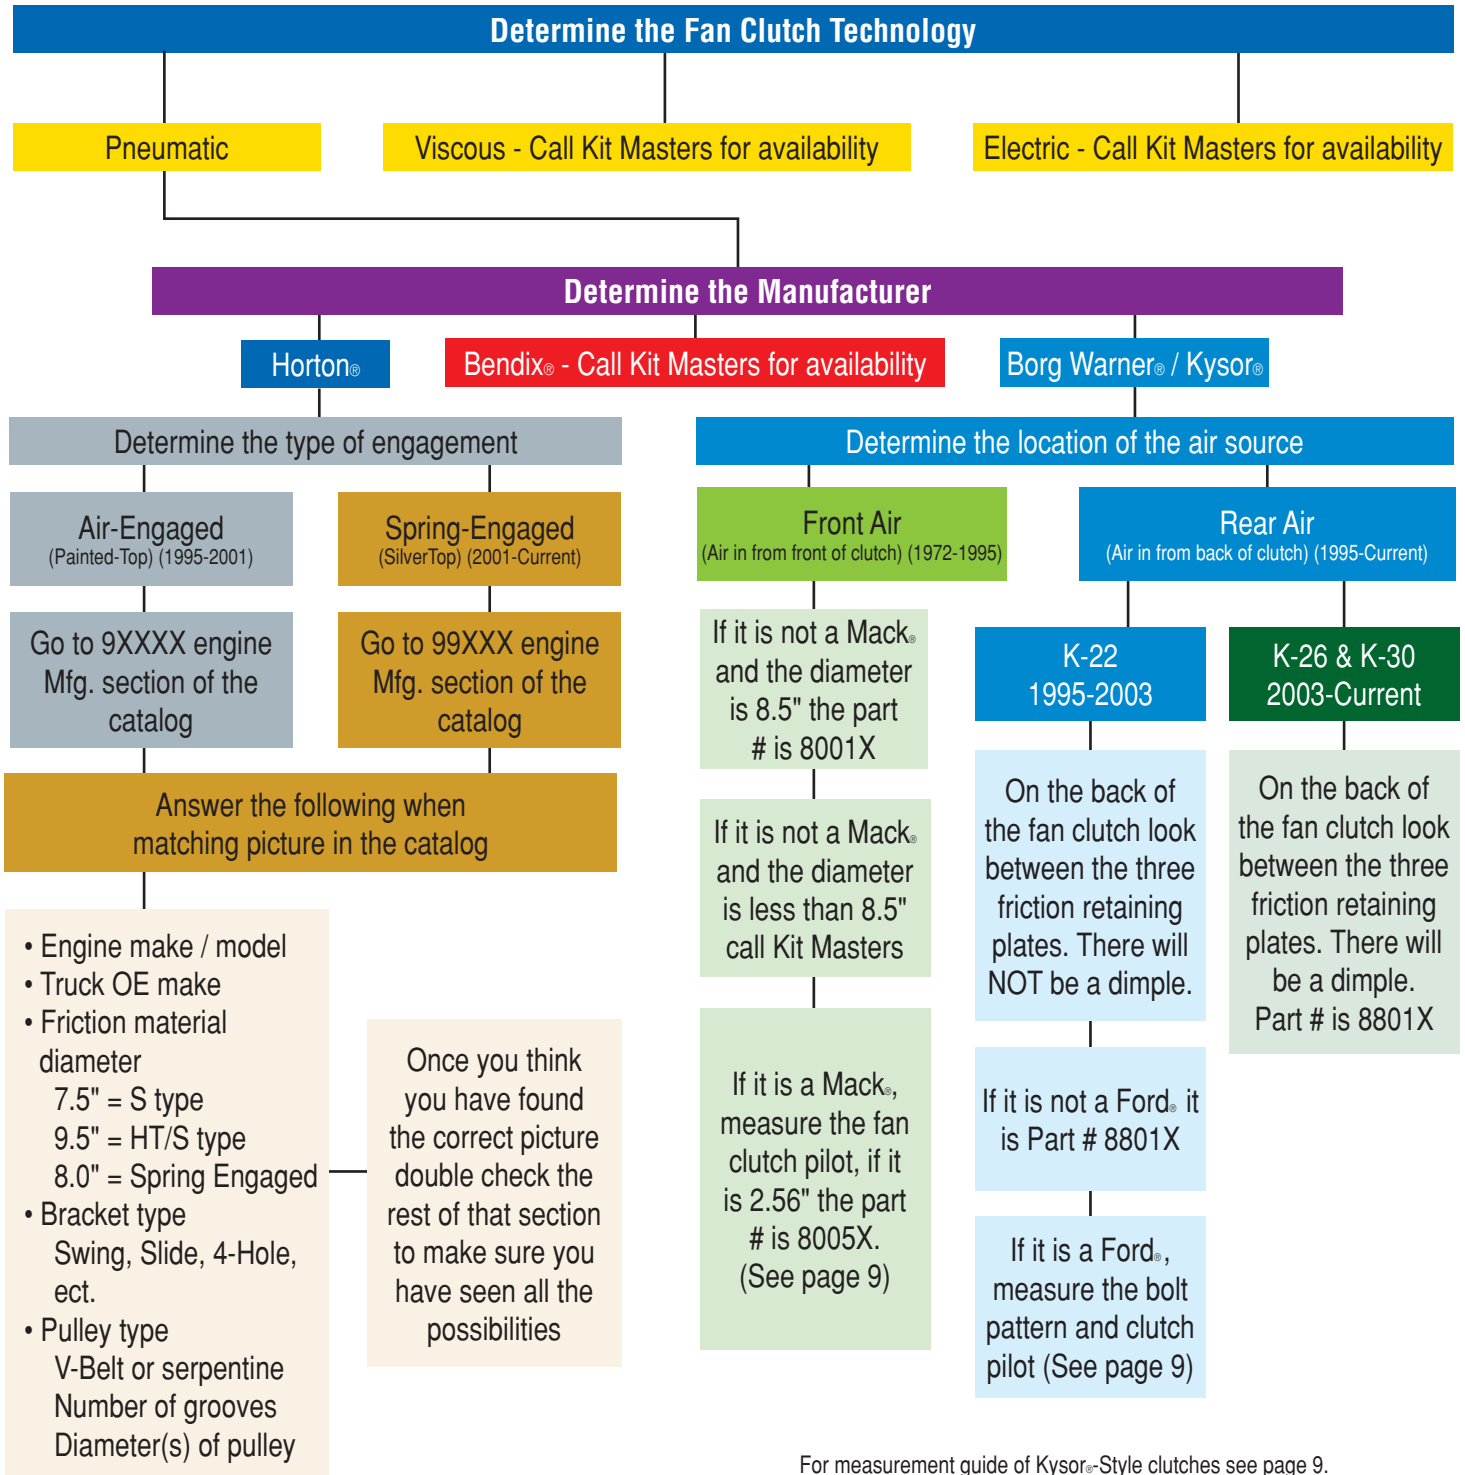 Determine the Fan Clutch Technology
Pneumatic
Viscous - Call Kit Masters for availability
Electric - Call Kit Masters for availability
Determine the Manufacturer
Horton®
Bendix® - Call Kit Masters for availability
Borg Warner® / Kysor®
Determine the type of engagement
Air-Engaged
(Painted-Top) (1995-2001)
Spring-Engaged
(SilverTop) (2001-Current)
Go to 9XXXX engine
Mfg. section of the
catalog
Go to 99XXX engine
Mfg. section of the
catalog
Answer the following when
matching picture in the catalog
• Engine make / model
• Truck OE make
• Friction material
diameter
7.5" = S type
9.5" = HT/S type
8.0" = Spring Engaged
• Bracket type
Swing, Slide, 4-Hole,
ect.
• Pulley type
V-Belt or serpentine
Number of grooves
Diameter(s) of pulley
Once you think
you have found
the correct picture
double check the
rest of that section
to make sure you
have seen all the
possibilities
Determine the location of the air source
Front Air
(Air in from front of clutch) (1972-1995)
If it is not a Mack®
and the diameter
is 8.5" the part
# is 8001X
If it is not a Mack®
and the diameter
is less than 8.5"
call Kit Masters
If it is a Mack®,
measure the fan
clutch pilot, if it
is 2.56" the part
# is 8005X.
(See page 9)
Rear Air
(Air in from back of clutch) (1995-Current)
K-22
1995-2003
On the back of
the fan clutch look
between the three
friction retaining
plates. There will
NOT be a dimple.
If it is not a Ford® it
is Part # 8801X
If it is a Ford®,
measure the bolt
pattern and clutch
pilot (See page 9)
K-26 & K-30
2003-Current
On the back of
the fan clutch look
between the three
friction retaining
plates. There will
be a dimple.
Part # is 8801X
For measurement guide of Kysor®-Style clutches see page 9.